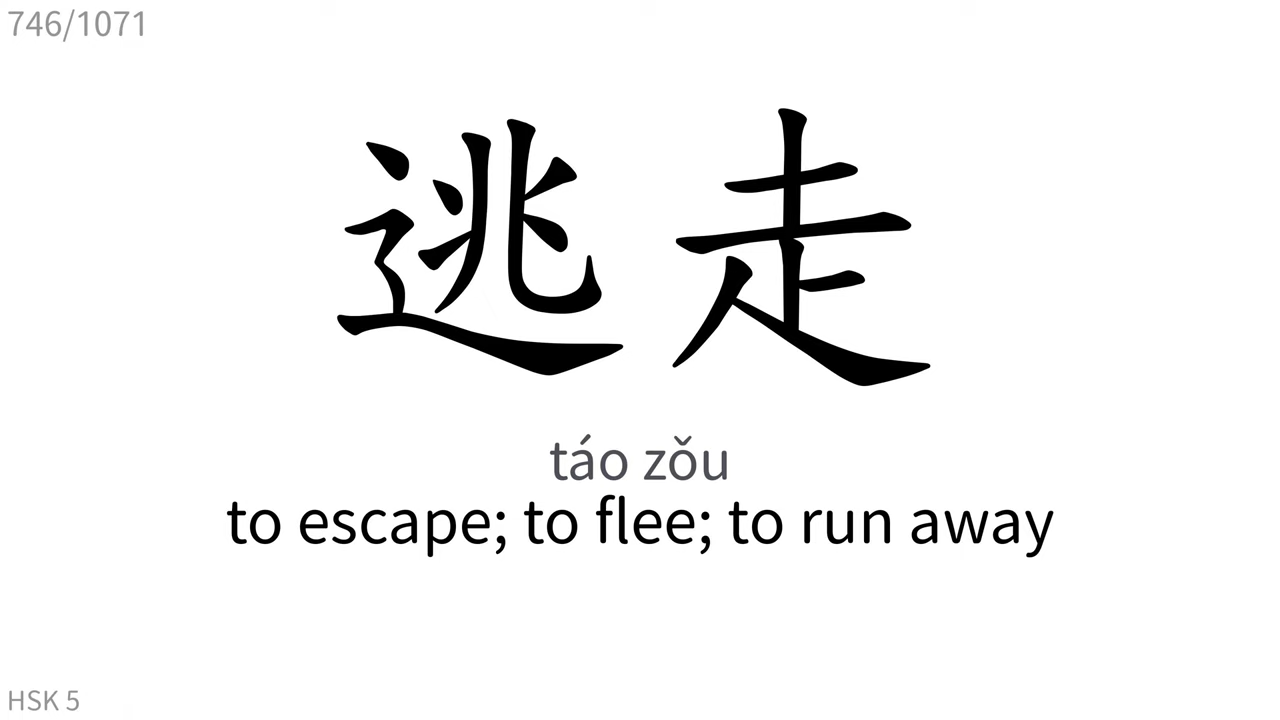 746/1071
逃走
táo zǒu
to escape; to flee; to run away
HSK 5